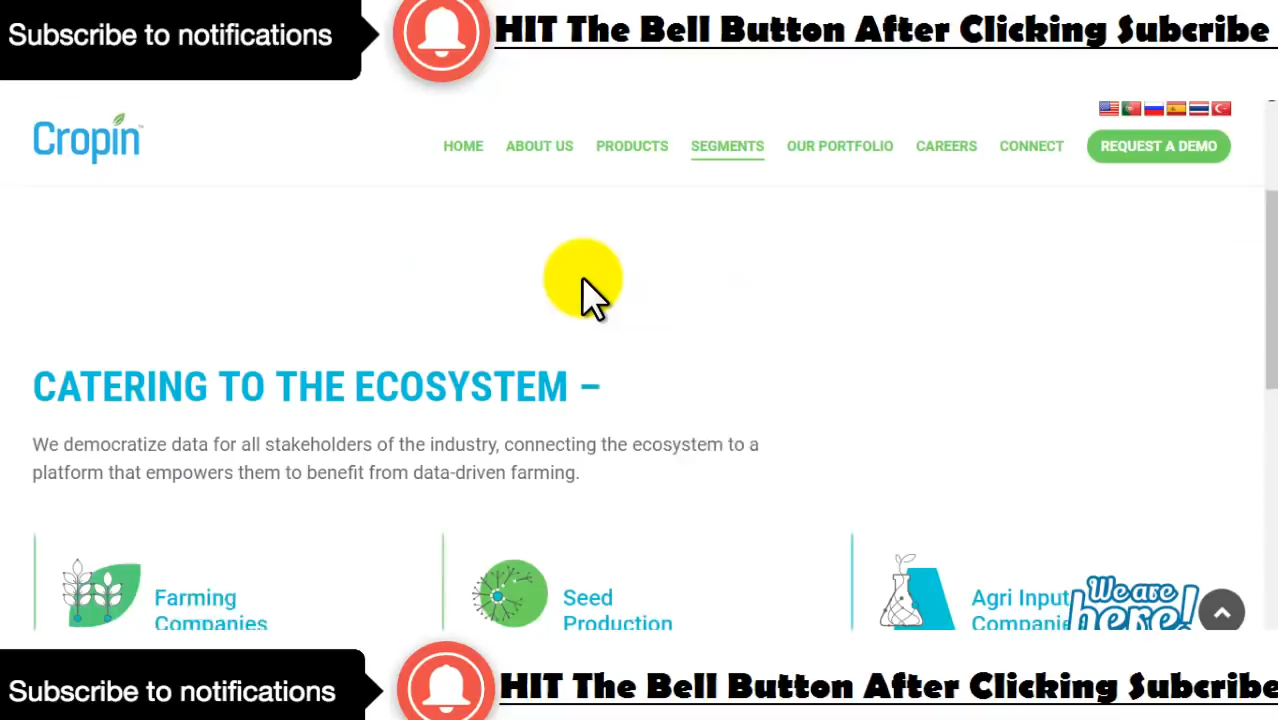 Subscribe to notifications
HIT The Bell Button After Clicking Subcribe
Cropin
HOME ABOUT US PRODUCTS SEGMENTS OUR PORTFOLIO CAREERS CONNECT REQUEST A DEMO
CATERING TO THE ECOSYSTEM –
We democratize data for all stakeholders of the industry, connecting the ecosystem to a
platform that empowers them to benefit from data-driven farming.
Farming
Companies
Seed
Production
Agri Input
Companie
We are
here!
Subscribe to notifications
HIT The Bell Button After Clicking Subcribe